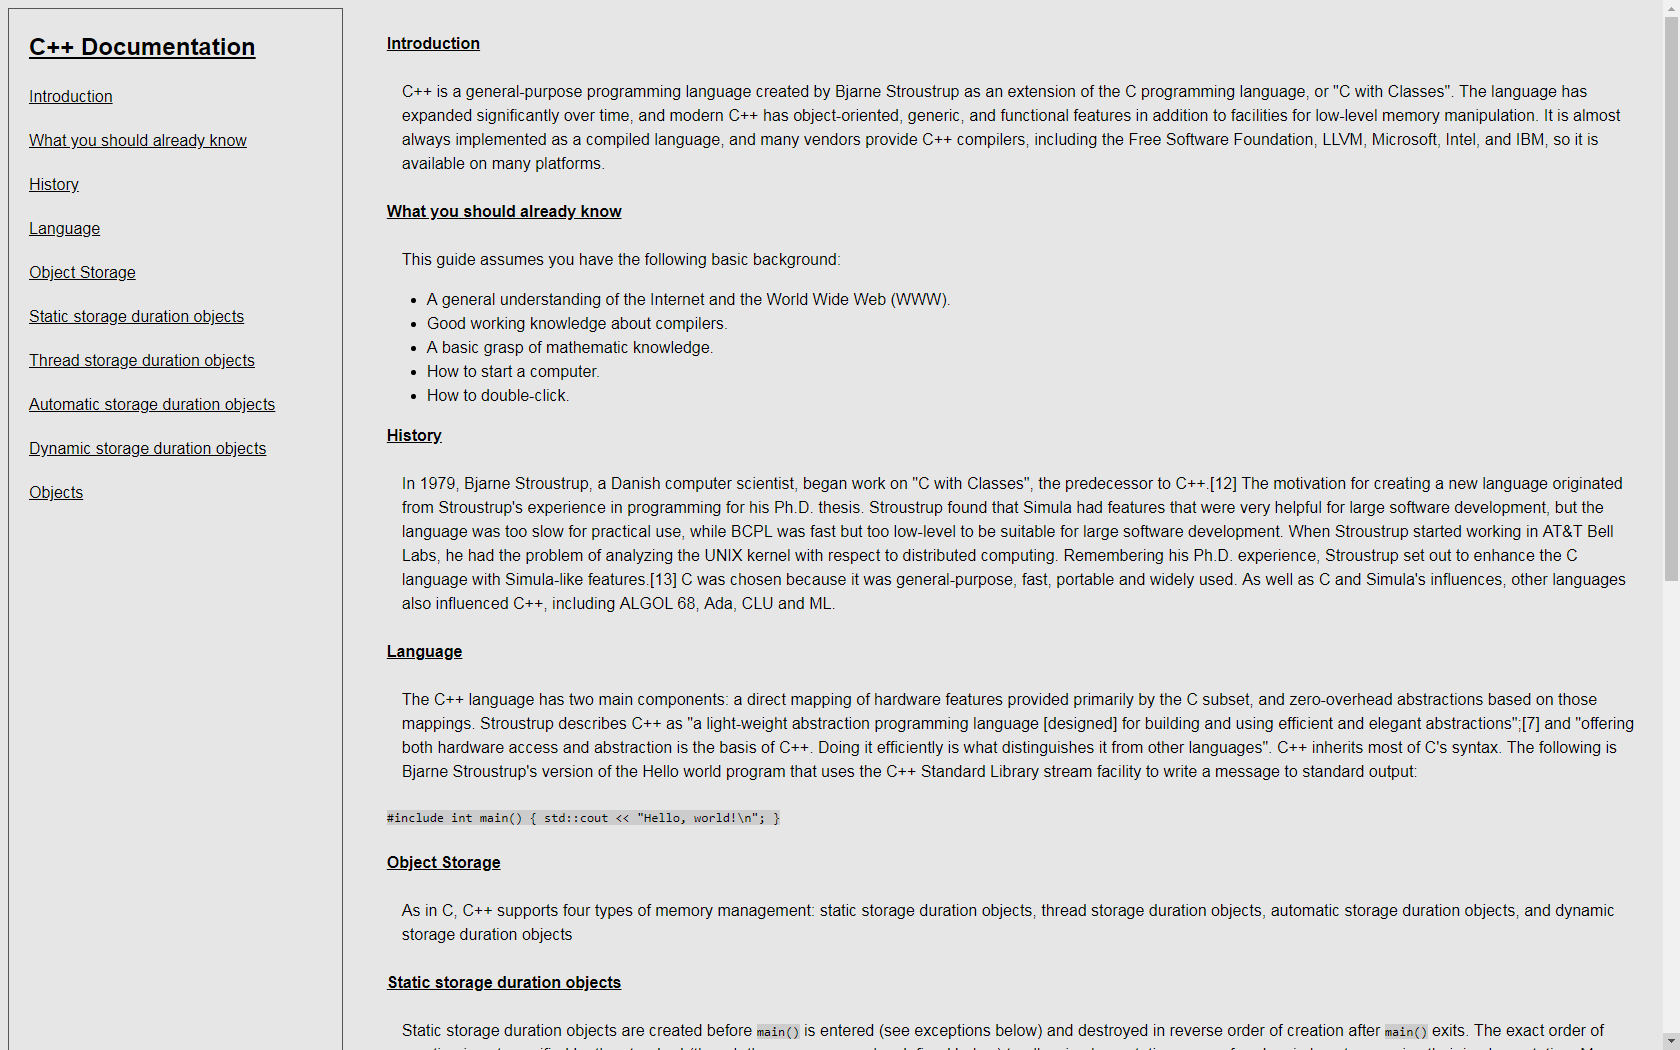 C++ Documentation
Introduction
What you should already know
History
Language
Object Storage
Static storage duration objects
Thread storage duration objects
Automatic storage duration objects
Dynamic storage duration objects
Objects
Introduction
C++ is a general-purpose programming language created by Bjarne Stroustrup as an extension of the C programming language, or "C with Classes". The language has
expanded significantly over time, and modern C++ has object-oriented, generic, and functional features in addition to facilities for low-level memory manipulation. It is almost
always implemented as a compiled language, and many vendors provide C++ compilers, including the Free Software Foundation, LLVM, Microsoft, Intel, and IBM, so it is
available on many platforms.
What you should already know
This guide assumes you have the following basic background:
• A general understanding of the Internet and the World Wide Web (WWW).
• Good working knowledge about compilers.
• A basic grasp of mathematic knowledge.
• How to start a computer.
• How to double-click.
History
In 1979, Bjarne Stroustrup, a Danish computer scientist, began work on "C with Classes", the predecessor to C++.[12] The motivation for creating a new language originated
from Stroustrup's experience in programming for his Ph.D. thesis. Stroustrup found that Simula had features that were very helpful for large software development, but the
language was too slow for practical use, while BCPL was fast but too low-level to be suitable for large software development. When Stroustrup started working in AT&T Bell
Labs, he had the problem of analyzing the UNIX kernel with respect to distributed computing. Remembering his Ph.D. experience, Stroustrup set out to enhance the C
language with Simula-like features.[13] C was chosen because it was general-purpose, fast, portable and widely used. As well as C and Simula's influences, other languages
also influenced C++, including ALGOL 68, Ada, CLU and ML.
Language
The C++ language has two main components: a direct mapping of hardware features provided primarily by the C subset, and zero-overhead abstractions based on those
mappings. Stroustrup describes C++ as "a light-weight abstraction programming language [designed] for building and using efficient and elegant abstractions";[7] and "offering
both hardware access and abstraction is the basis of C++. Doing it efficiently is what distinguishes it from other languages". C++ inherits most of C's syntax. The following is
Bjarne Stroustrup's version of the Hello world program that uses the C++ Standard Library stream facility to write a message to standard output:
#include int main() { std::cout << "Hello, world!\n"; }
Object Storage
As in C, C++ supports four types of memory management: static storage duration objects, thread storage duration objects, automatic storage duration objects, and dynamic
storage duration objects
Static storage duration objects
Static storage duration objects are created before main() is entered (see exceptions below) and destroyed in reverse order of creation after main() exits. The exact order of